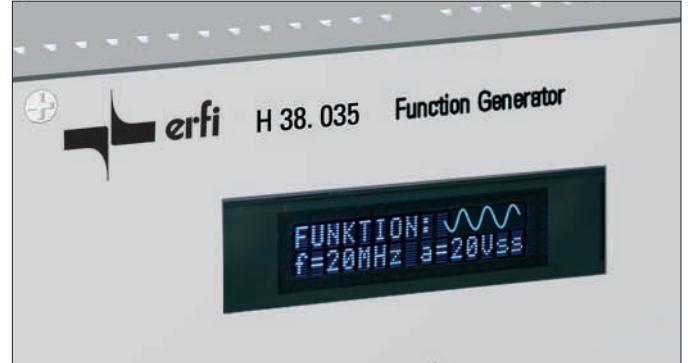 erfi H 38. 035 Function Generator
FUNKTION:
f=20MHz a=20Vss